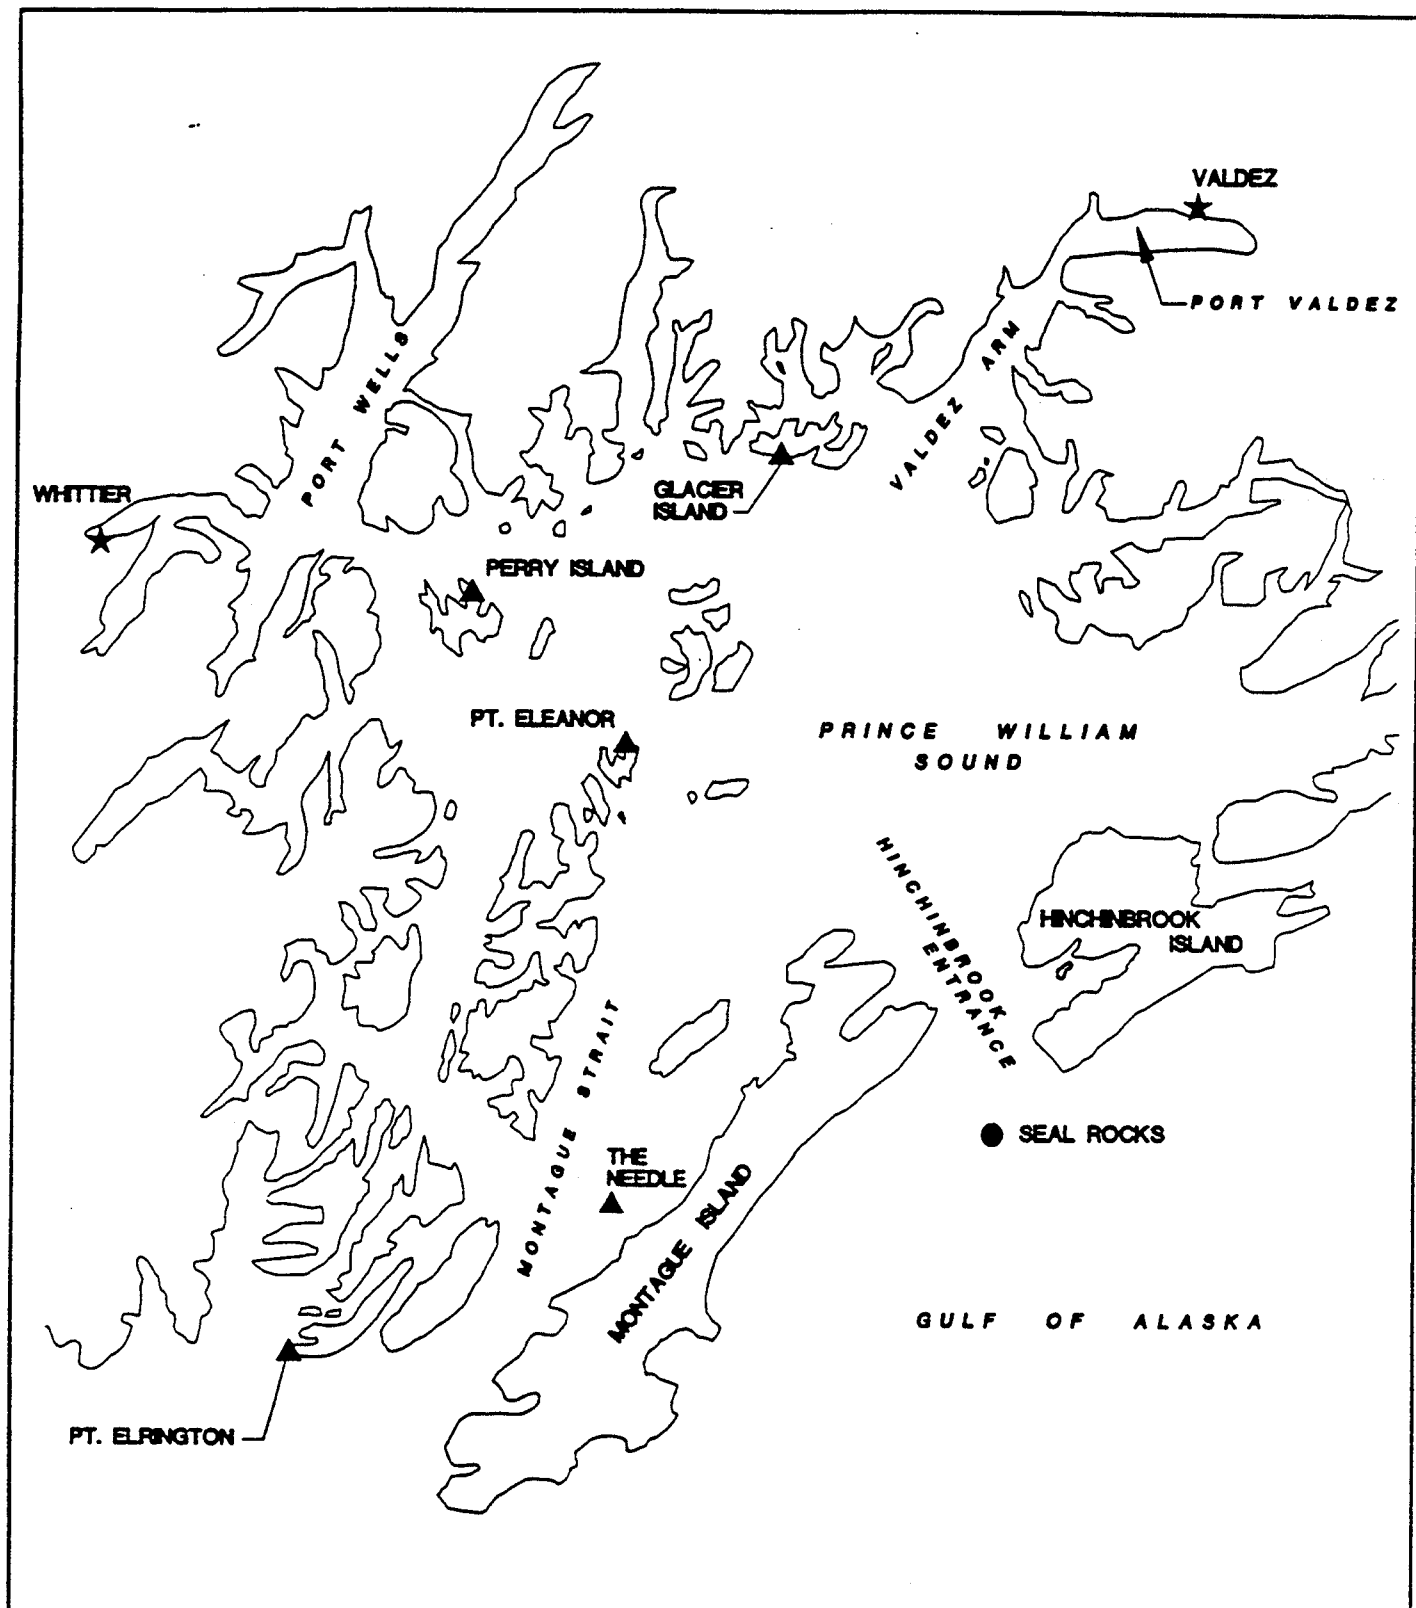 VALDEZ
PORT VALDEZ
VALDEZ ARM
PORT WELLS
WHITTIER
GLACIER
ISLAND
PERRY ISLAND
PT. ELEANOR
PRINCE WILLIAM
SOUND
HINCHINBROOK
ENTRANCE
HINCHINBROOK
ISLAND
MONTAGUE STRAIT
SEAL ROCKS
THE
NEEDLE
MONTAGUE ISLAND
GULF OF ALASKA
PT. ELRINGTON